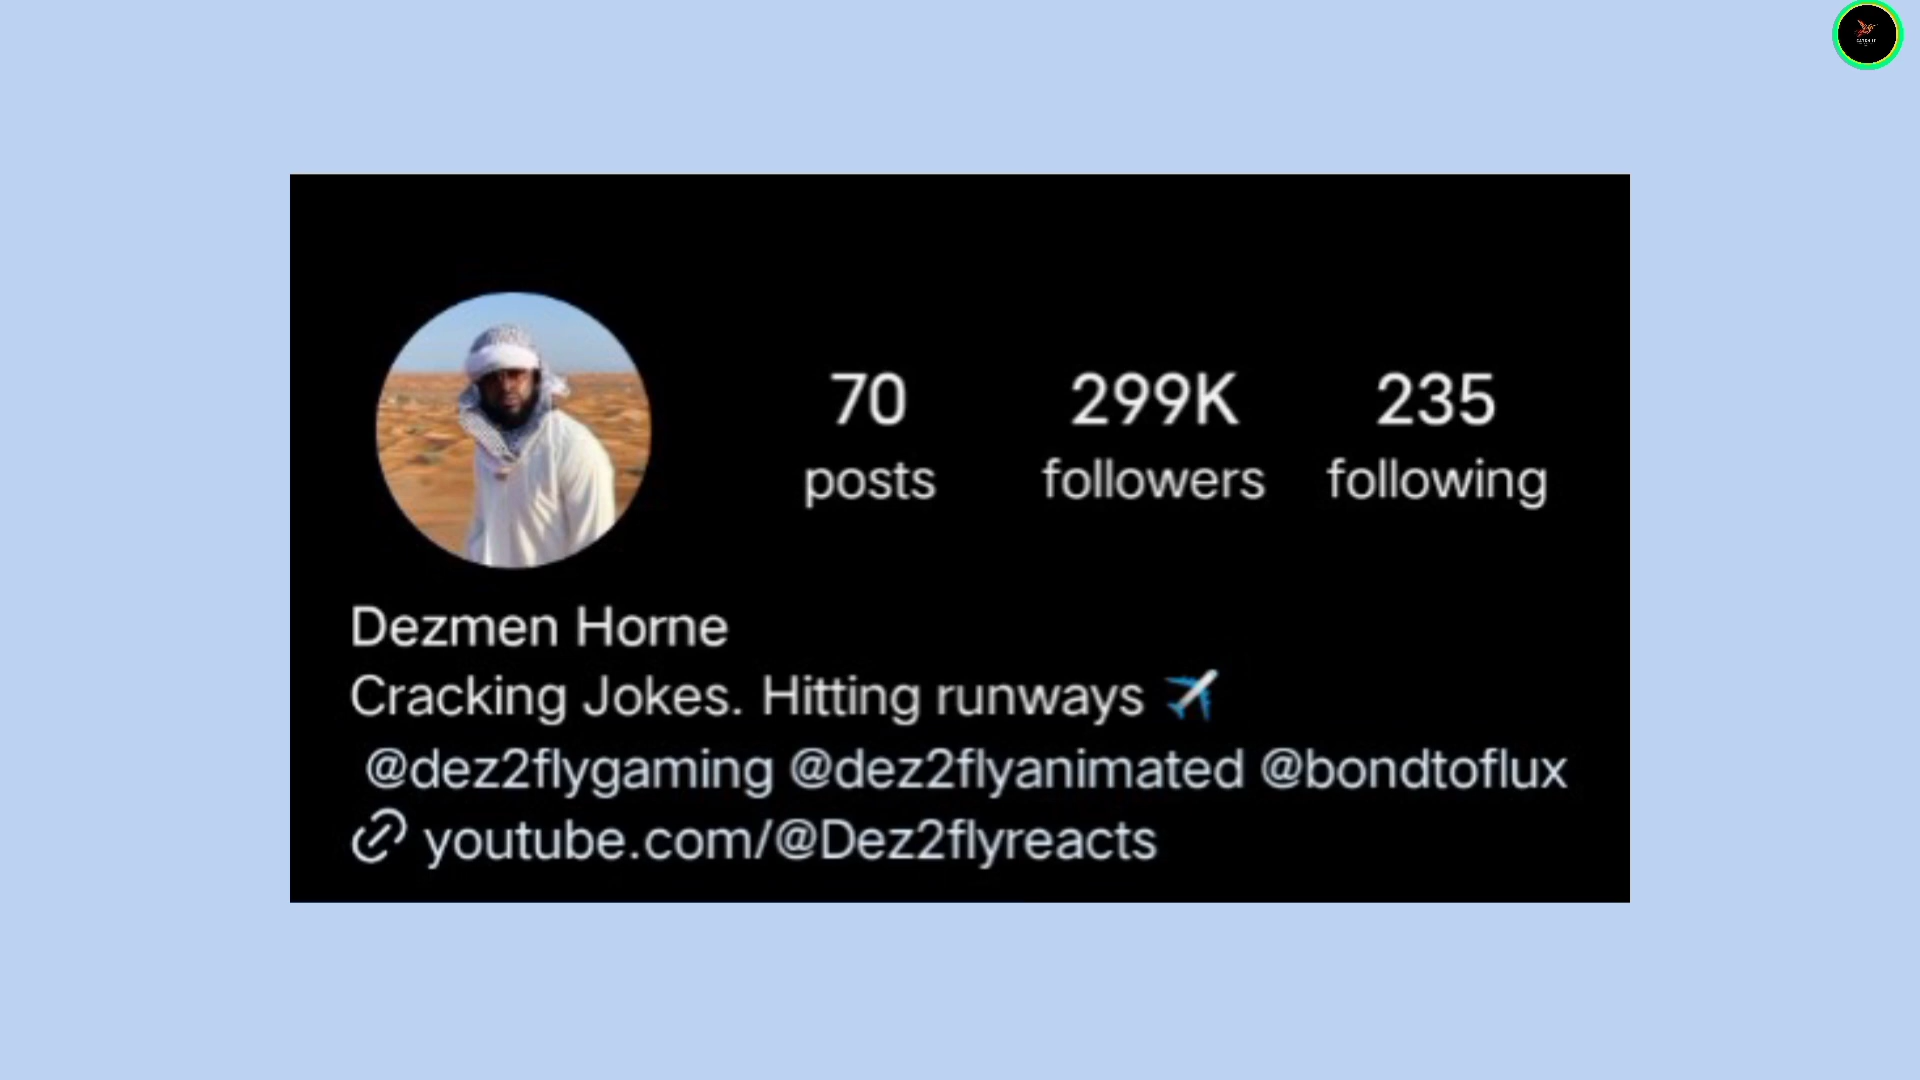 70 299K 235
posts followers following
Dezmen Horne
Cracking Jokes. Hitting runways ✈️
@dez2flygaming @dez2flyanimated @bondtoflux
youtube.com/@Dez2flyreacts